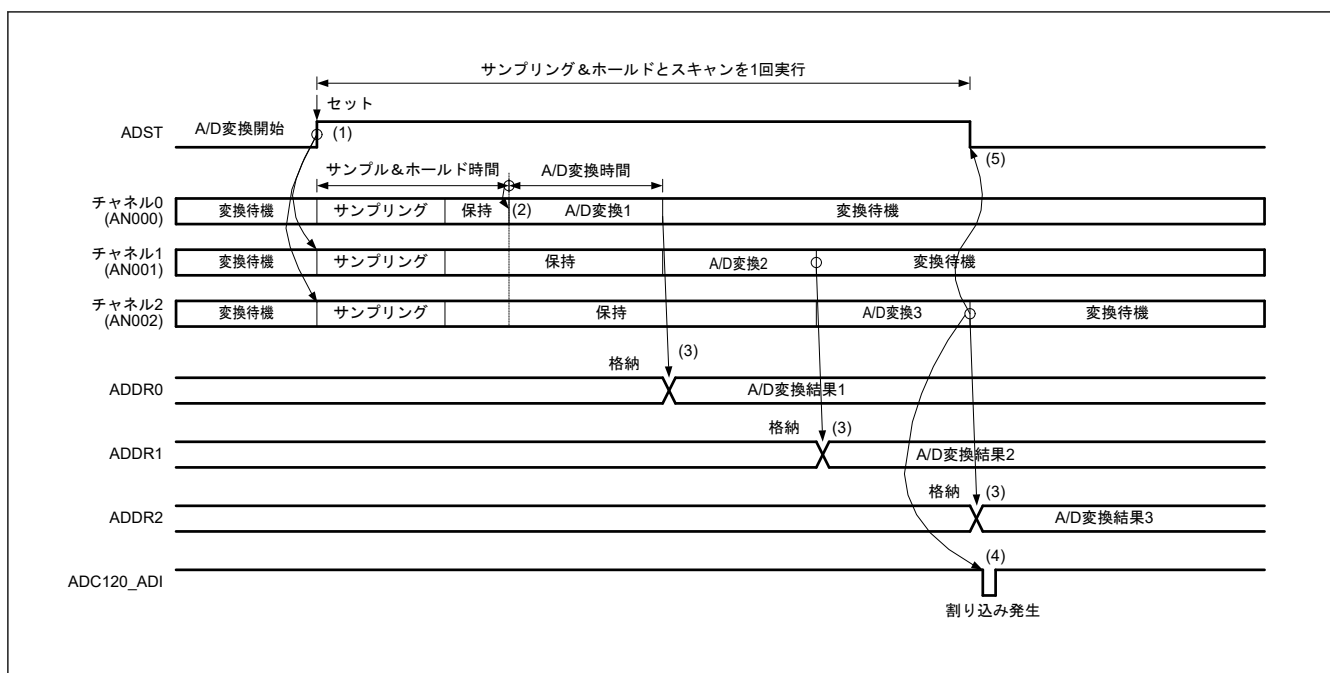 サンプリング＆ホールドとスキャンを1回実行
セット
ADST
A/D変換開始
(1)
(5)
サンプル＆ホールド時間
A/D変換時間
チャネル0
(AN000)
変換待機
サンプリング
保持
(2)
A/D変換1
変換待機
チャネル1
(AN001)
変換待機
サンプリング
保持
A/D変換2
変換待機
チャネル2
(AN002)
変換待機
サンプリング
保持
A/D変換3
変換待機
格納
(3)
ADDR0
A/D変換結果1
格納
(3)
ADDR1
A/D変換結果2
格納
(3)
ADDR2
A/D変換結果3
(4)
ADC120_ADI
割り込み発生